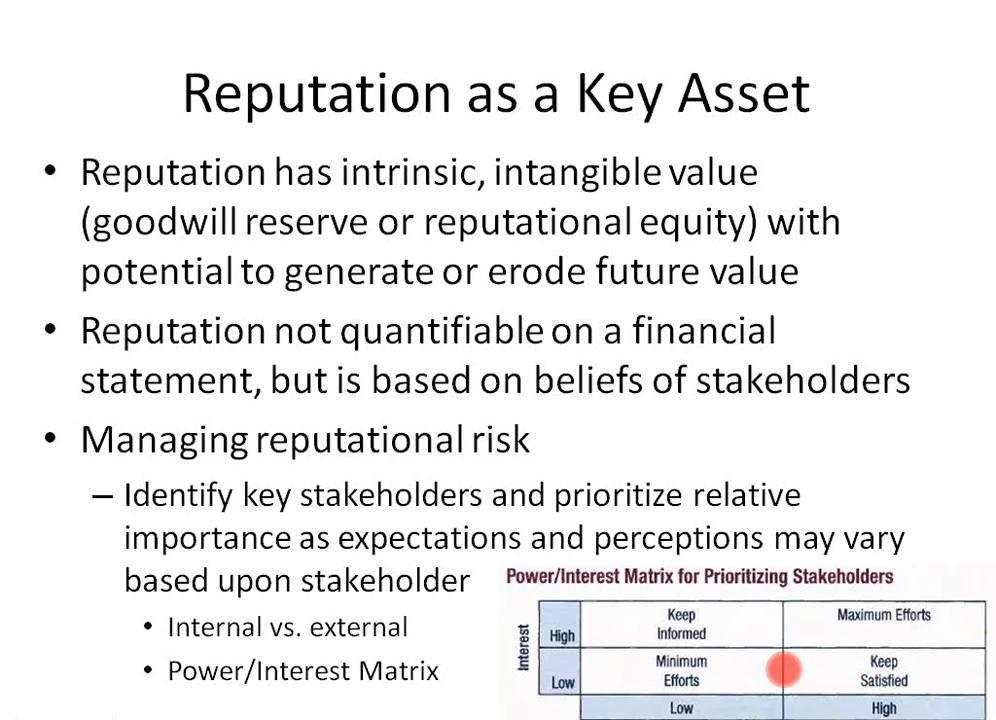 Reputation as a Key Asset
• Reputation has intrinsic, intangible value
(goodwill reserve or reputational equity) with
potential to generate or erode future value
• Reputation not quantifiable on a financial
statement, but is based on beliefs of stakeholders
• Managing reputational risk
– Identify key stakeholders and prioritize relative
importance as expectations and perceptions may vary
based upon stakeholder
• Internal vs. external
• Power/Interest Matrix
Power/Interest Matrix for Prioritizing Stakeholders
Interest
High
Keep
Informed
Maximum Efforts
Low
Minimum
Efforts
Keep
Satisfied
Low
High